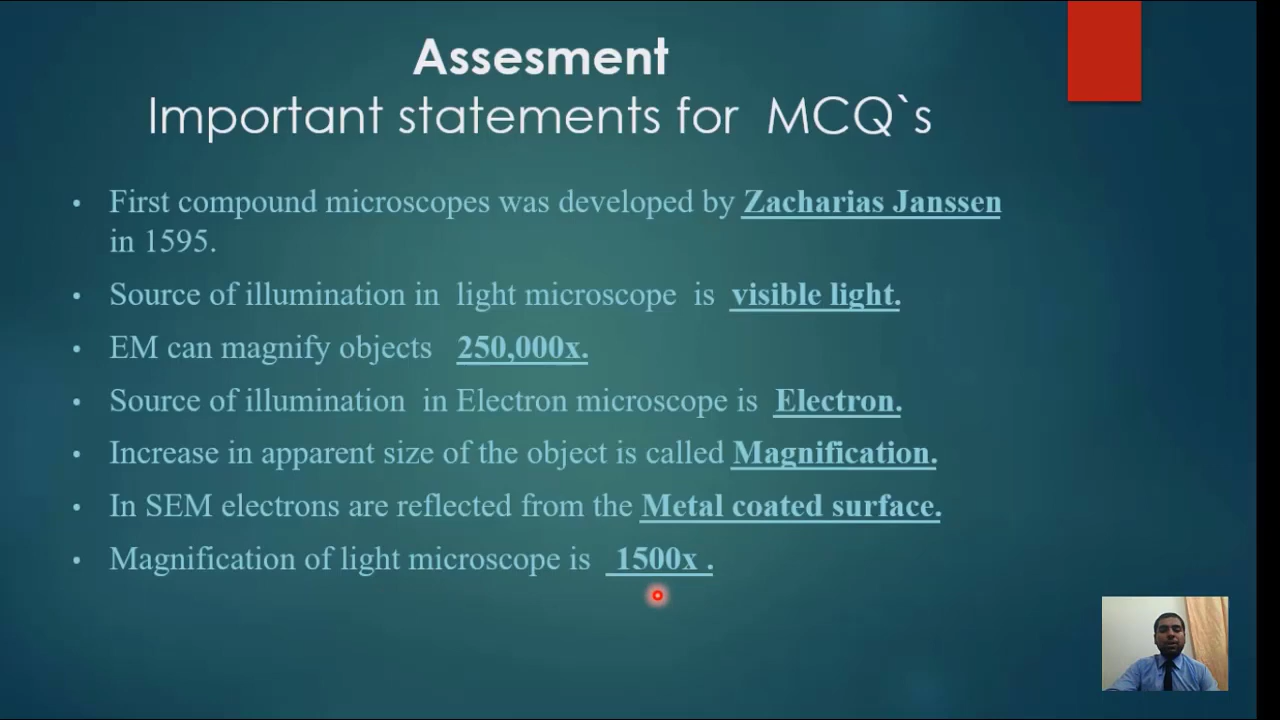 Assesment
Important statements for MCQ`s
• First compound microscopes was developed by Zacharias Janssen
in 1595.
• Source of illumination in light microscope is visible light.
• EM can magnify objects 250,000x.
• Source of illumination in Electron microscope is Electron.
• Increase in apparent size of the object is called Magnification.
• In SEM electrons are reflected from the Metal coated surface.
• Magnification of light microscope is 1500x .